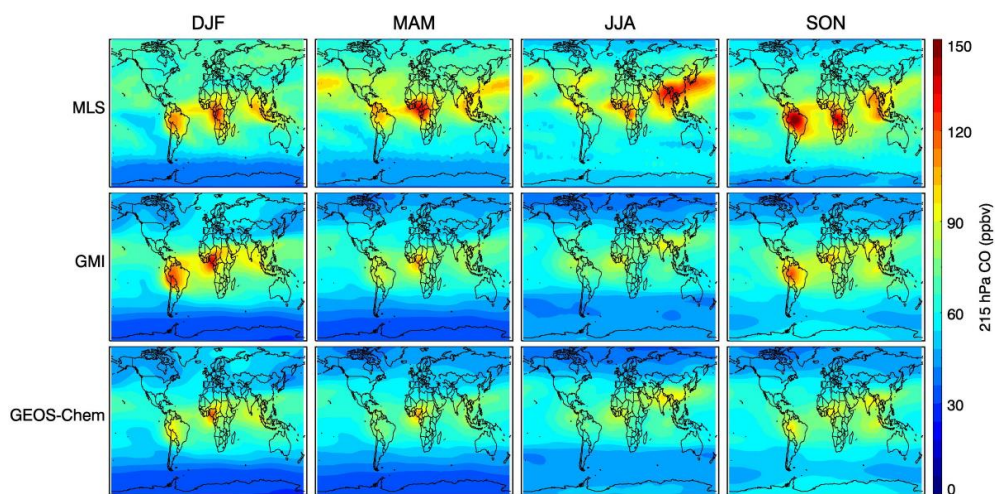 DJF MAM JJA SON
MLS
GMI
GEOS-Chem
150
120
90
60
30
0
215 hPa CO (ppbv)